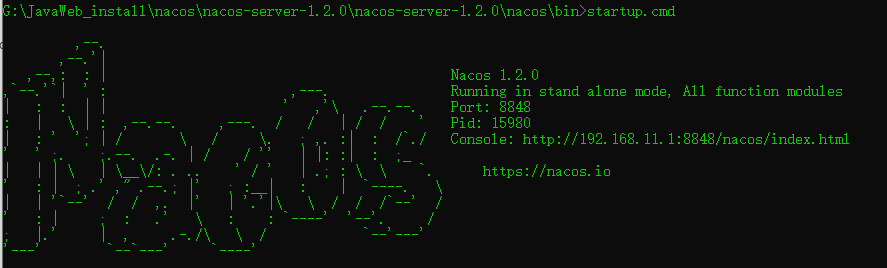 G:\JavaWeb_install\nacos\nacos-server-1.2.0\nacos-server-1.2.0\nacos\bin>startup.cmd
Nacos 1.2.0
Running in stand alone mode, All function modules
Port: 8848
Pid: 15980
Console: http://192.168.11.1:8848/nacos/index.html
https://nacos.io